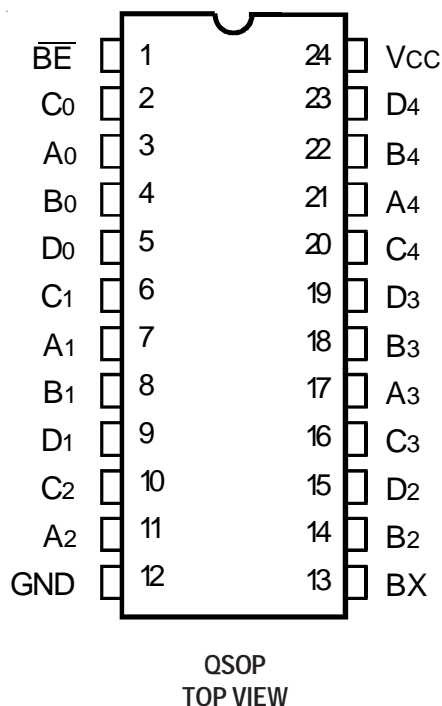 B̅E̅ 1 24 VCC
C0 2 23 D4
A0 3 22 B4
B0 4 21 A4
D0 5 20 C4
C1 6 19 D3
A1 7 18 B3
B1 8 17 A3
D1 9 16 C3
C2 10 15 D2
A2 11 14 B2
GND 12 13 BX
QSOP
TOP VIEW